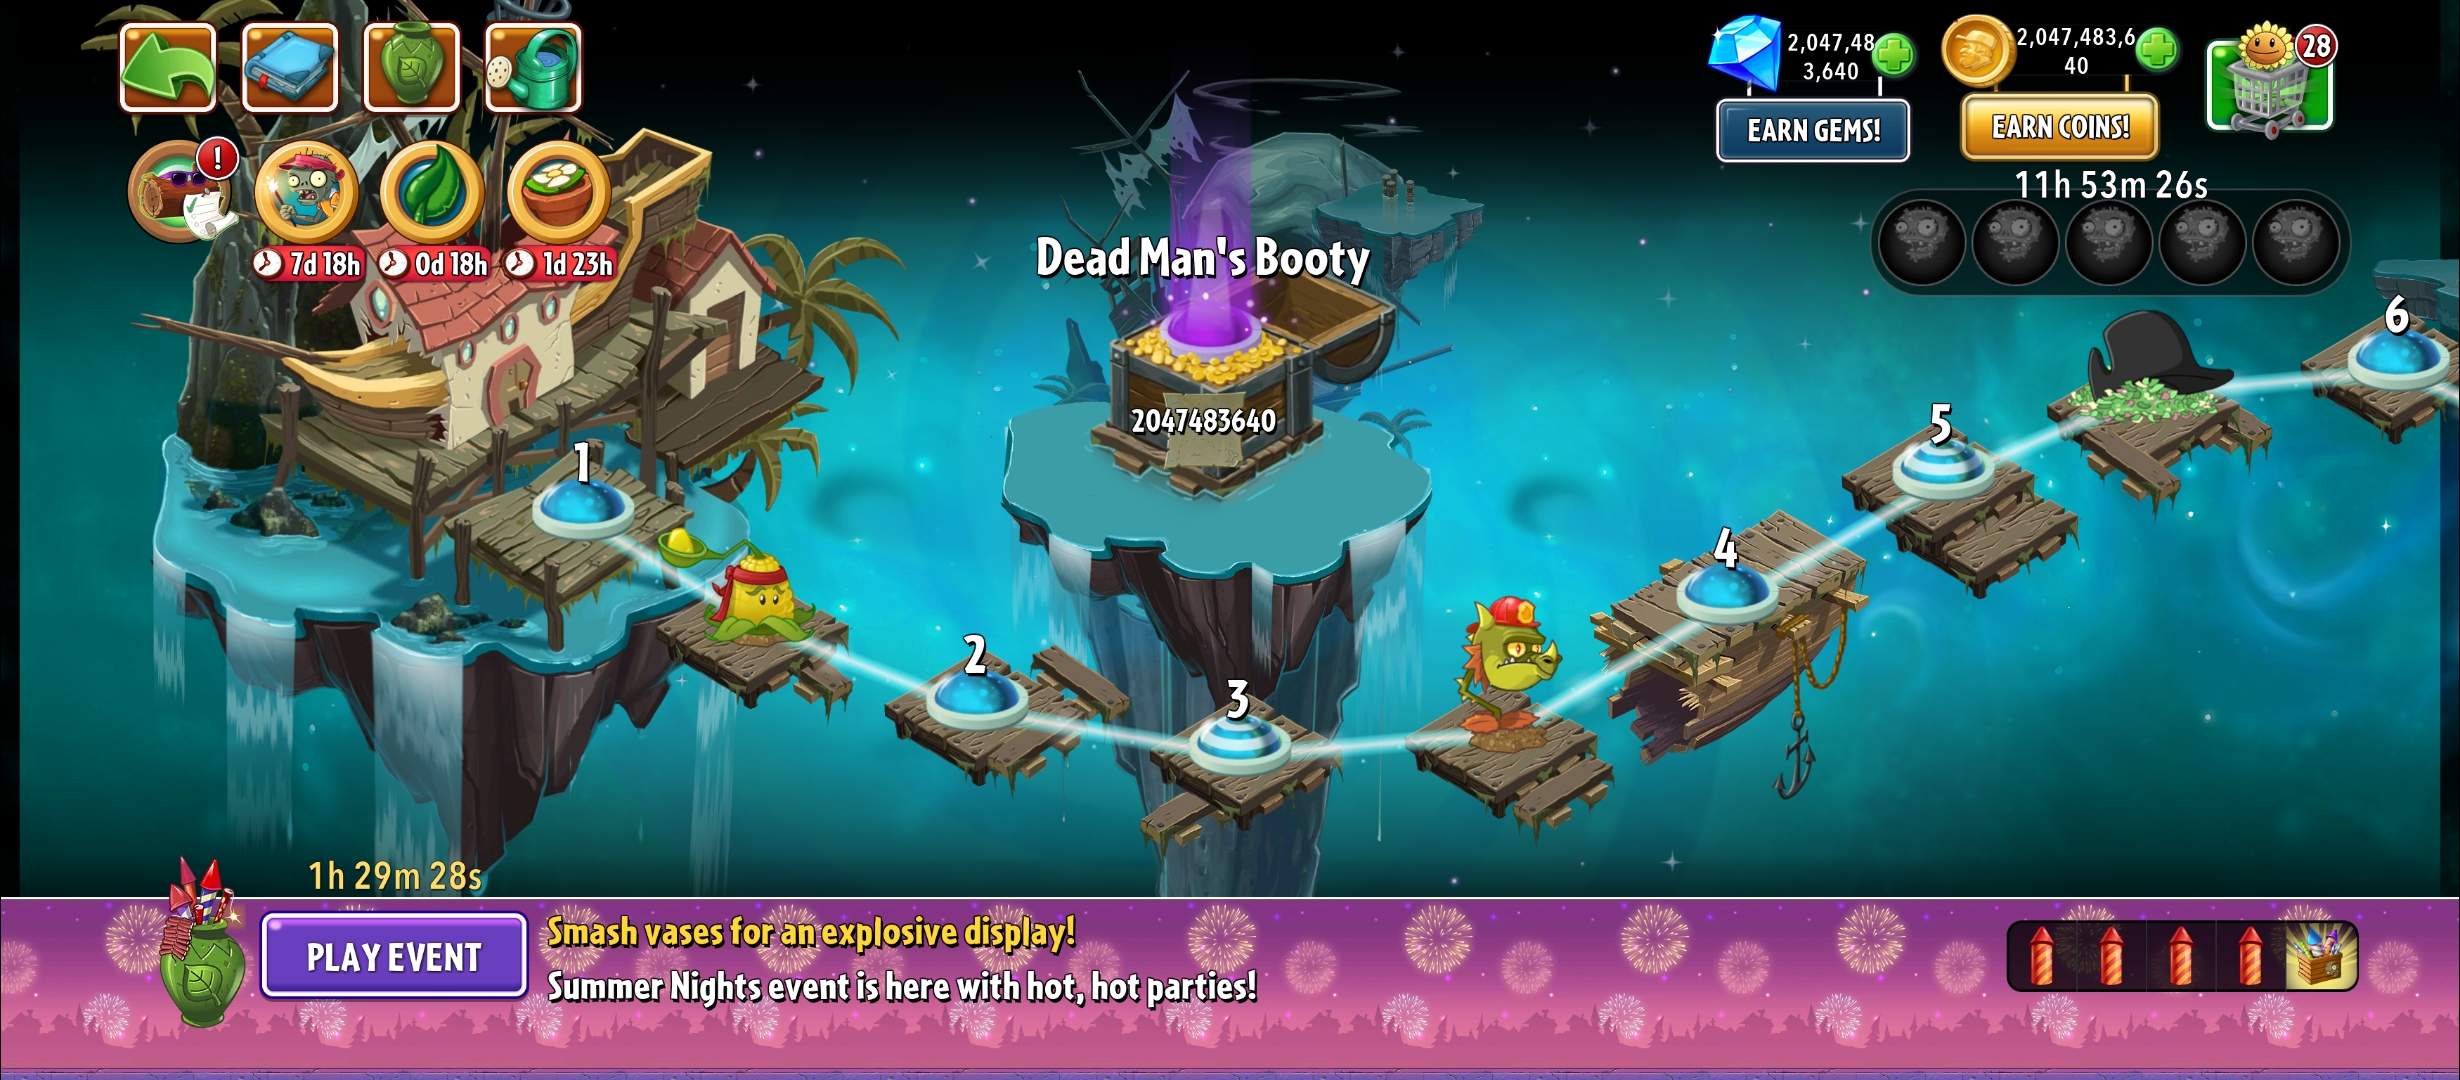 2,047,48
3,640
2,047,483,6
40
28
EARN GEMS!
EARN COINS!
!
11h 53m 26s
7d 18h
0d 18h
1d 23h
Dead Man's Booty
2047483640
1
2
3
4
5
6
1h 29m 28s
PLAY EVENT
Smash vases for an explosive display!
Summer Nights event is here with hot, hot parties!